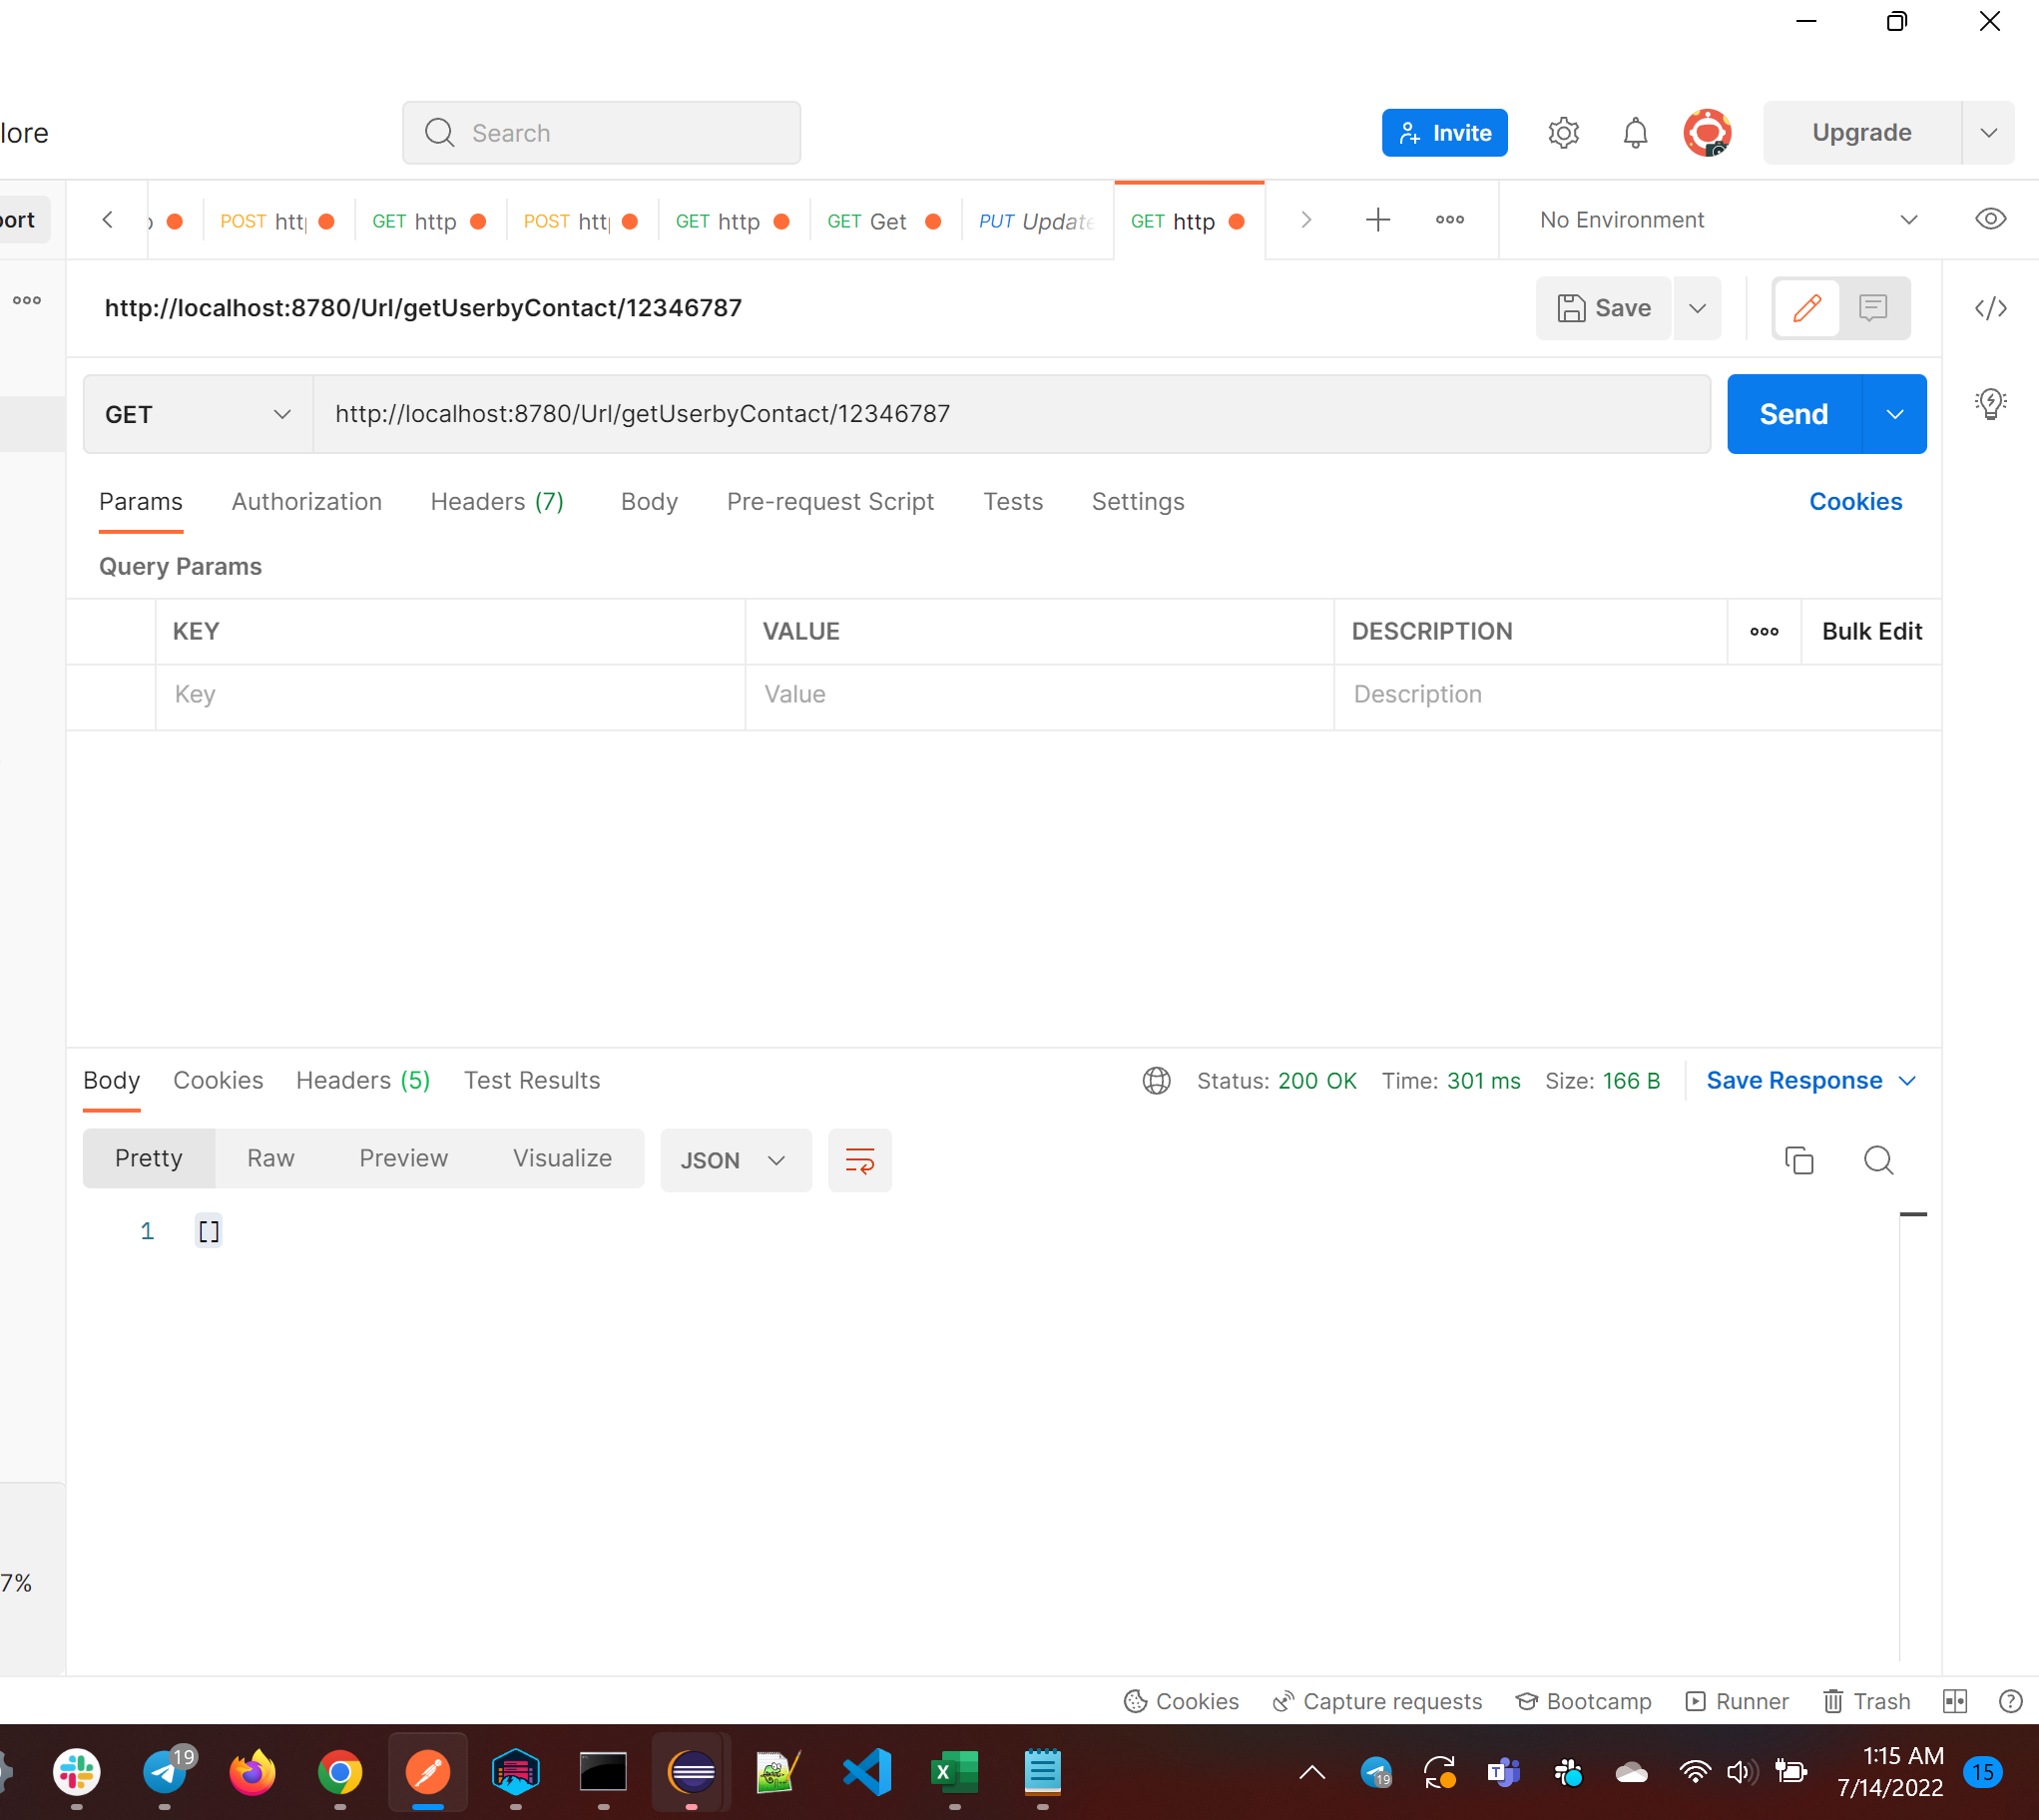 lore
Search
Invite
Upgrade
port
POST http
GET http
POST http
GET http
GET Get
PUT Update
GET http
No Environment
http://localhost:8780/Url/getUserbyContact/12346787
Save
GET
http://localhost:8780/Url/getUserbyContact/12346787
Send
Params
Authorization
Headers (7)
Body
Pre-request Script
Tests
Settings
Cookies
Query Params
KEY
VALUE
DESCRIPTION
Bulk Edit
Key
Value
Description
Body
Cookies
Headers (5)
Test Results
Status: 200 OK
Time: 301 ms
Size: 166 B
Save Response
Pretty
Raw
Preview
Visualize
JSON
1 []
7%
Cookies
Capture requests
Bootcamp
Runner
Trash
19
19
1:15 AM
7/14/2022
15